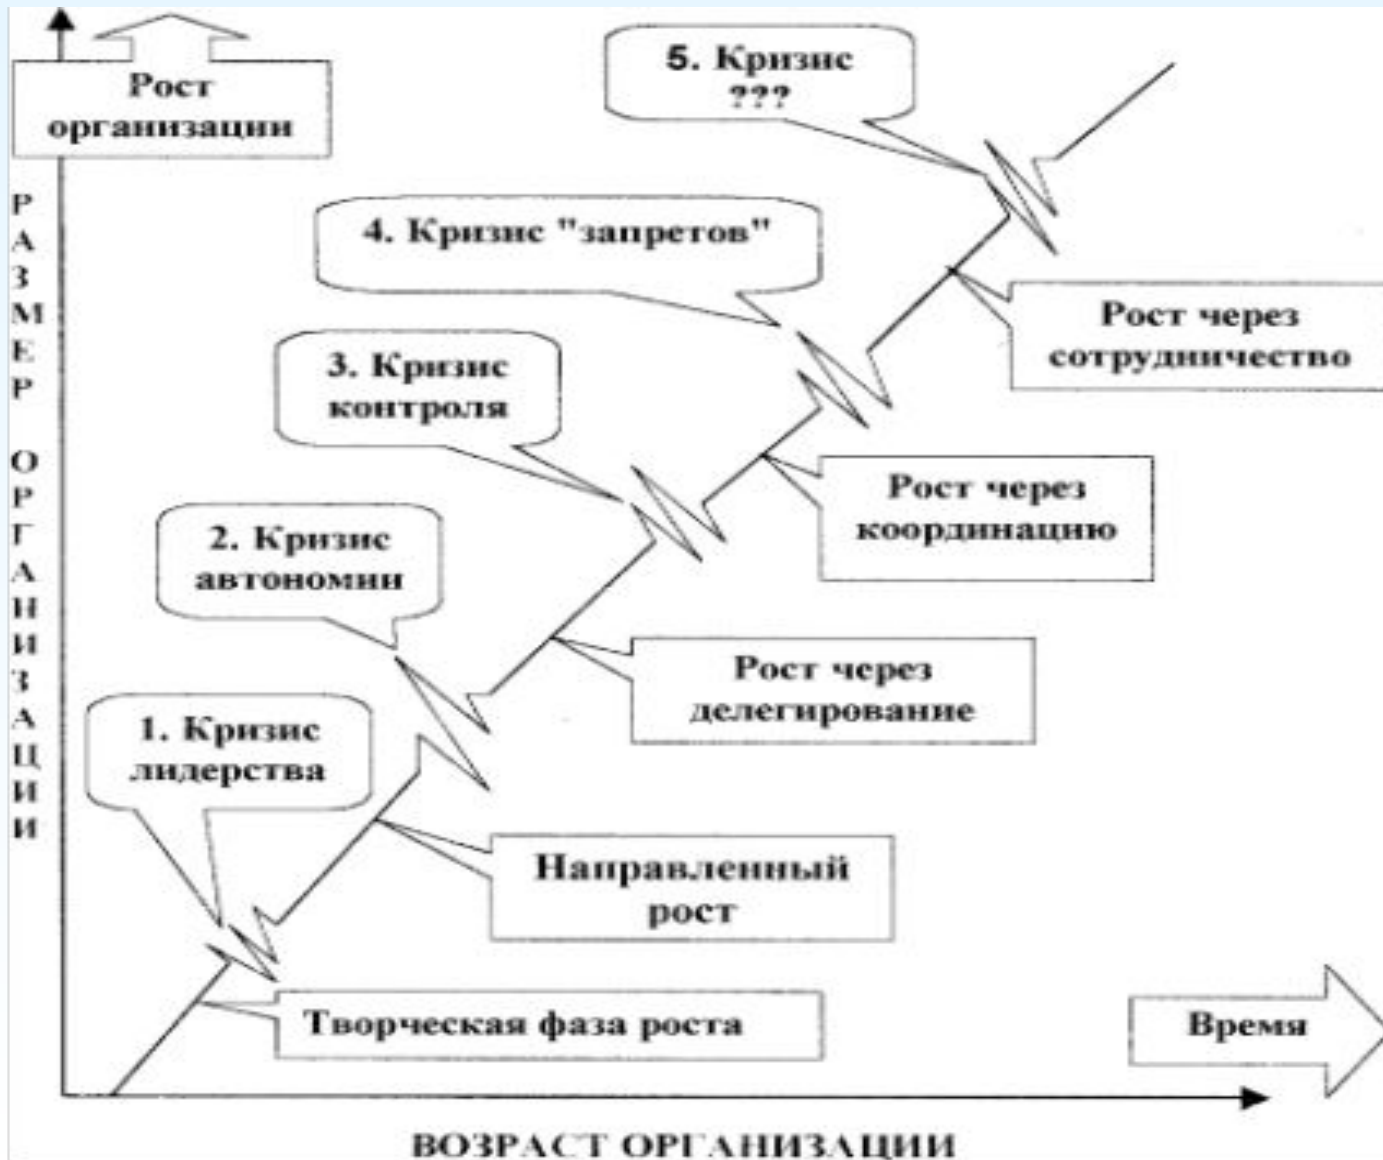 Рост
организации
РАЗМЕР ОРГАНИЗАЦИИ
5. Кризис
???
4. Кризис "запретов"
3. Кризис
контроля
2. Кризис
автономии
1. Кризис
лидерства
Рост через
сотрудничество
Рост через
координацию
Рост через
делегирование
Направленный
рост
Творческая фаза роста
Время
ВОЗРАСТ ОРГАНИЗАЦИИ